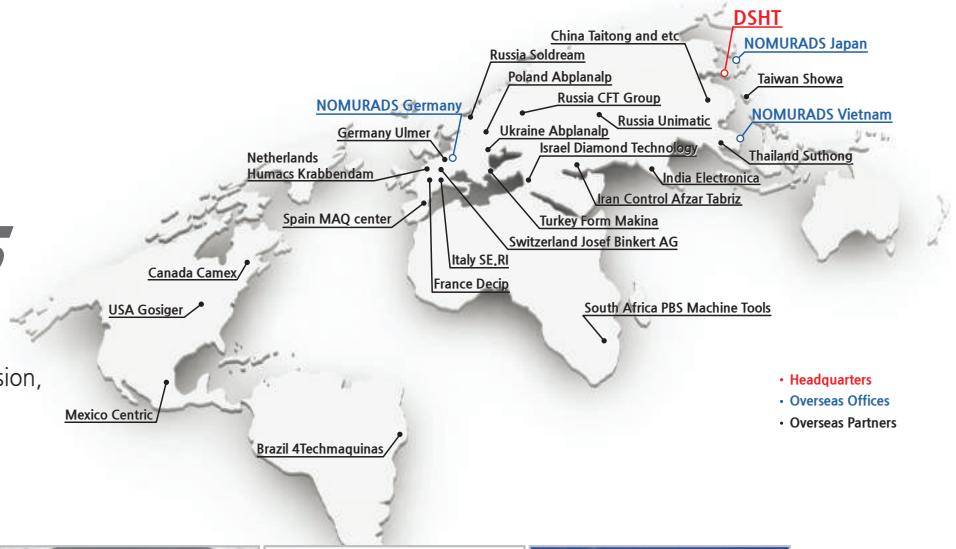 DSHT
China Taitong and etc
NOMURADS Japan
Russia Soldream
Poland Abplanalp
Taiwan Showa
Russia CFT Group
NOMURADS Germany
NOMURADS Vietnam
Russia Unimatic
Germany Ulmer
Ukraine Abplanalp
Israel Diamond Technology
Netherlands
Humacs Krabbendam
Thailand Suthong
India Electronica
Iran Control Afzar Tabriz
Spain MAQ center
Turkey Form Makina
Switzerland Josef Binkert AG
Italy SE,RI
Canada Camex
France Decip
USA Gosiger
South Africa PBS Machine Tools
sion,
Mexico Centric
Brazil 4Techmaquinas
• Headquarters
• Overseas Offices
• Overseas Partners